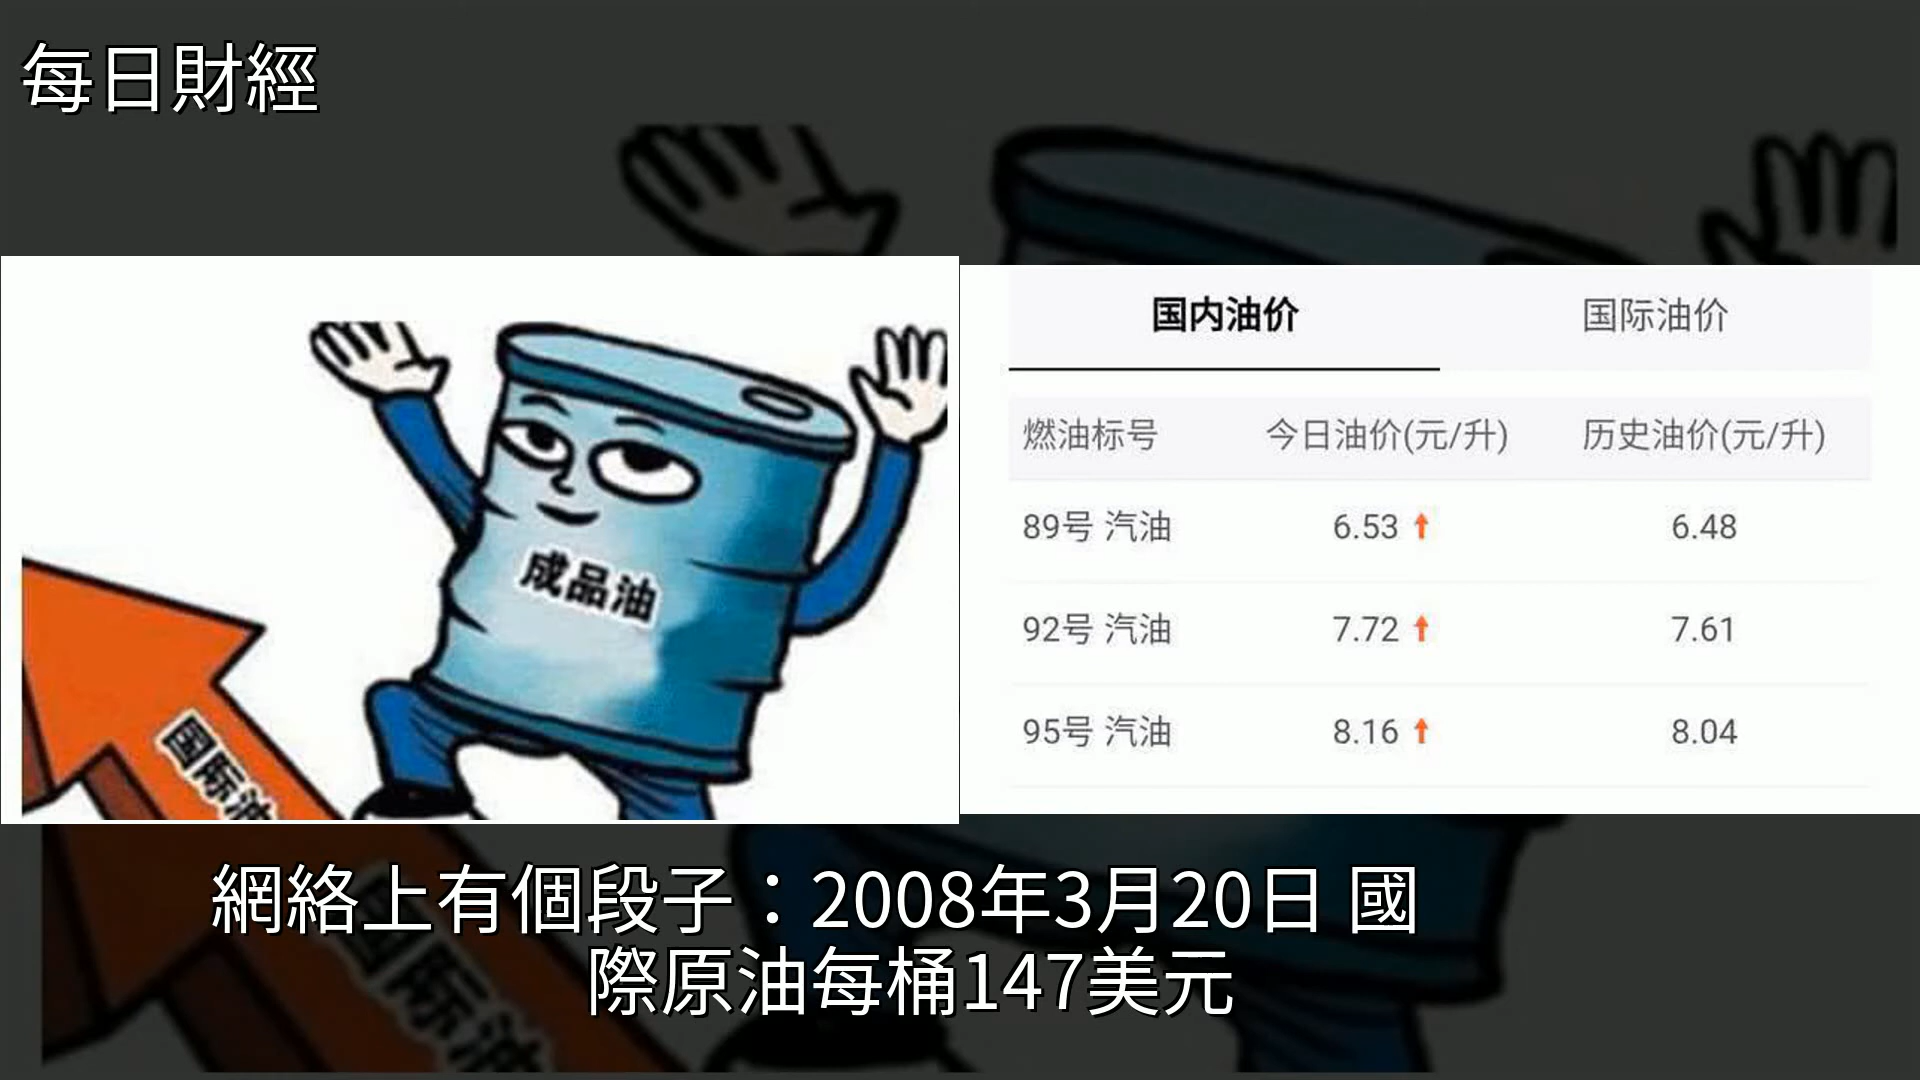 每日財經
成品油
国际油
国内油价 国际油价
燃油标号 今日油价(元/升) 历史油价(元/升)
89号 汽油 6.53 6.48
92号 汽油 7.72 7.61
95号 汽油 8.16 8.04
網絡上有個段子：2008年3月20日 國
際原油每桶147美元